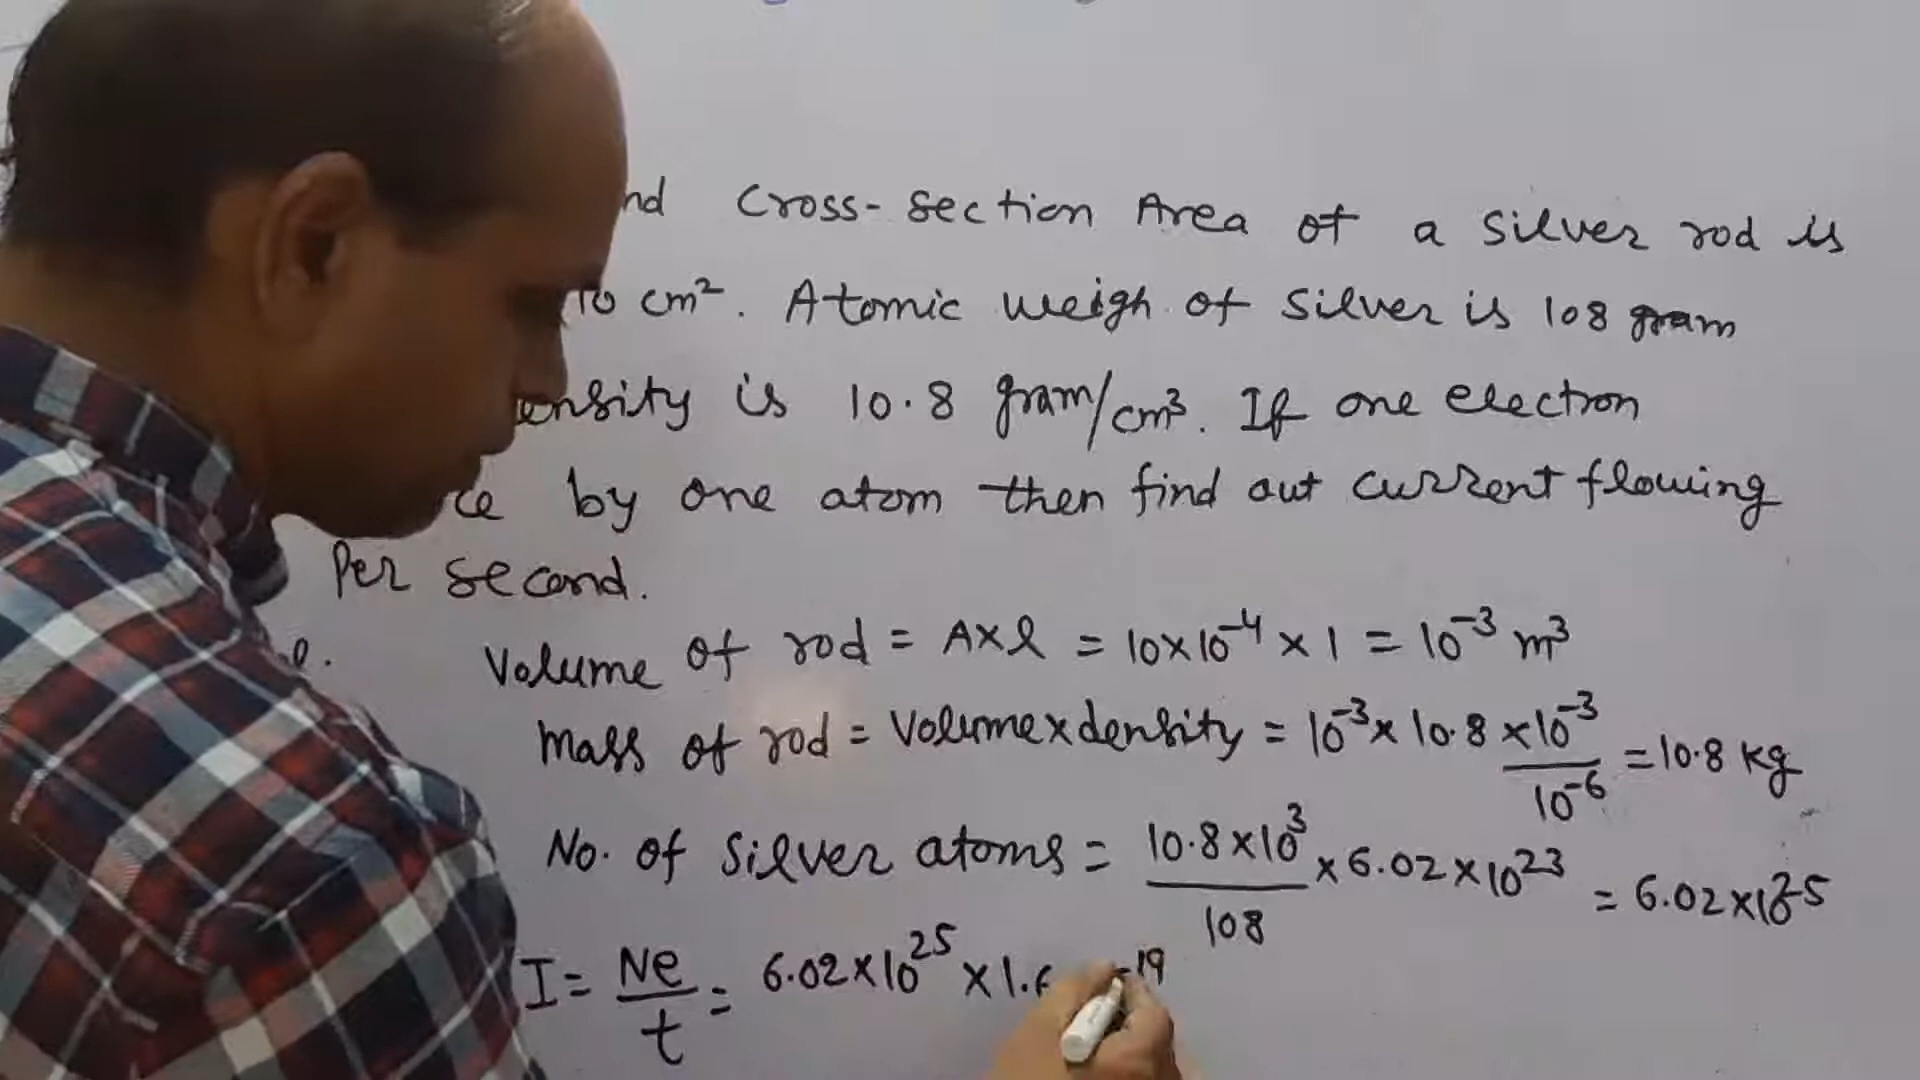 Cross-section Area of a silver rod is
10 cm². Atomic weigh of silver is 108 gram
is 10.8 gram/cm³. If one electron
by one atom then find out current flowing
Per second.
Volume of rod = A×l = 10×10⁻⁴ × 1 = 10⁻³ m³
Mass of rod = Volume×density = 10⁻³× 10.8 ×10⁻³/10⁻⁶ = 10.8 kg
No. of silver atoms = 10.8×10³/108 × 6.02×10²³ = 6.02×10²⁵
I = Ne/t = 6.02×10²⁵ ×1.6 ⁻¹⁹